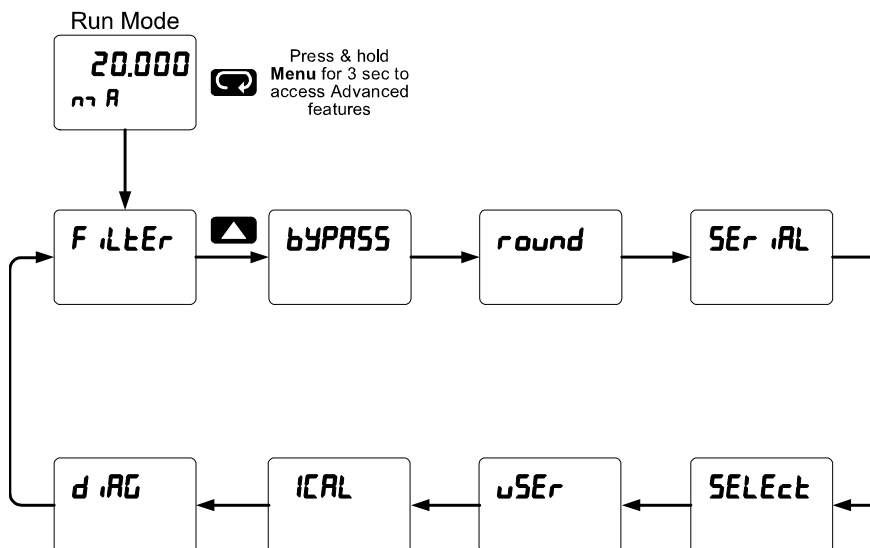 Run Mode
20.000
mA
Press & hold
Menu for 3 sec to
access Advanced
features
FiLtEr
bYPASS
round
SEriAL
diAG
ICAL
uSEr
SELEct